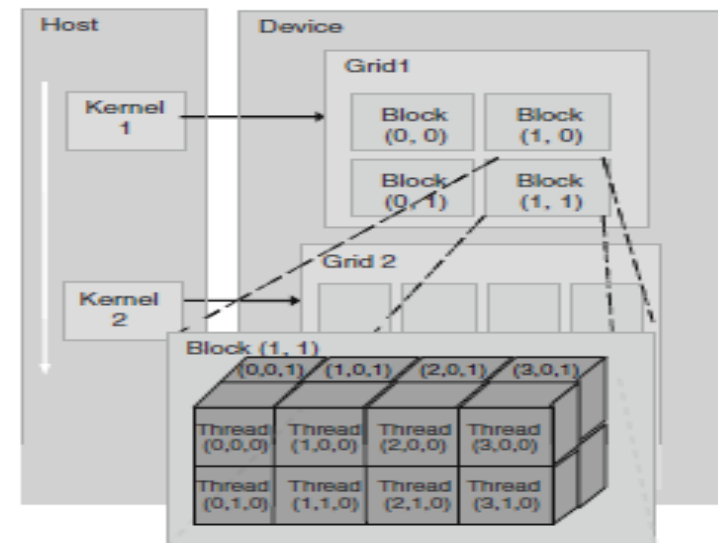 Host
Device
Grid1
Kernel
1
Block
(0, 0)
Block
(1, 0)
Block
(0, 1)
Block
(1, 1)
Grid 2
Kernel
2
Block (1, 1)
(0,0,1) (1,0,1) (2,0,1) (3,0,1)
Thread
(0,0,0)
Thread
(1,0,0)
Thread
(2,0,0)
Thread
(3,0,0)
Thread
(0,1,0)
Thread
(1,1,0)
Thread
(2,1,0)
Thread
(3,1,0)